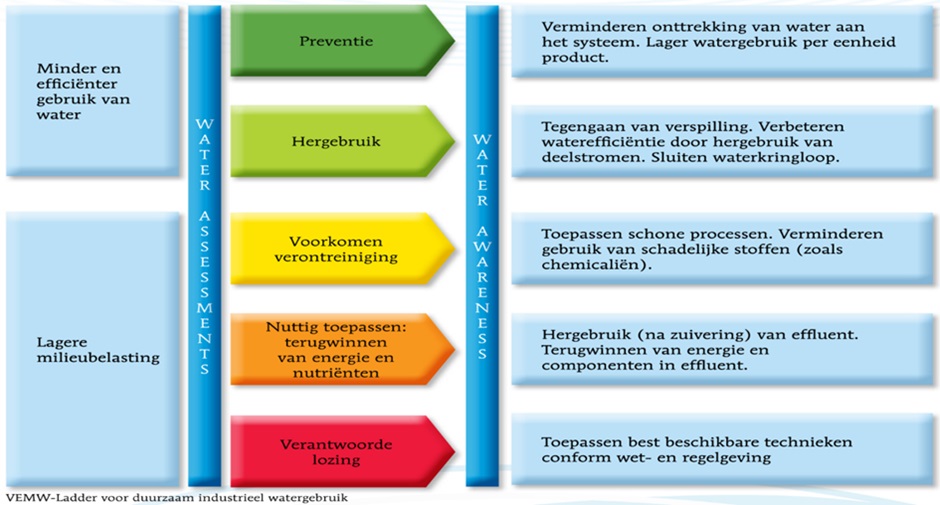 Minder en
efficiënter
gebruik van
water
Lagere
milieubelasting
WATER ASSESSMENTS
Preventie
Hergebruik
Voorkomen
verontreiniging
Nuttig toepassen:
terugwinnen
van energie en
nutriënten
Verantwoorde
lozing
WATER AWARENESS
Verminderen onttrekking van water aan
het systeem. Lager watergebruik per eenheid
product.
Tegengaan van verspilling. Verbeteren
waterefficiëntie door hergebruik van
deelstromen. Sluiten waterkringloop.
Toepassen schone processen. Verminderen
gebruik van schadelijke stoffen (zoals
chemicaliën).
Hergebruik (na zuivering) van effluent.
Terugwinnen van energie en
componenten in effluent.
Toepassen best beschikbare technieken
conform wet- en regelgeving
VEMW-Ladder voor duurzaam industrieel watergebruik